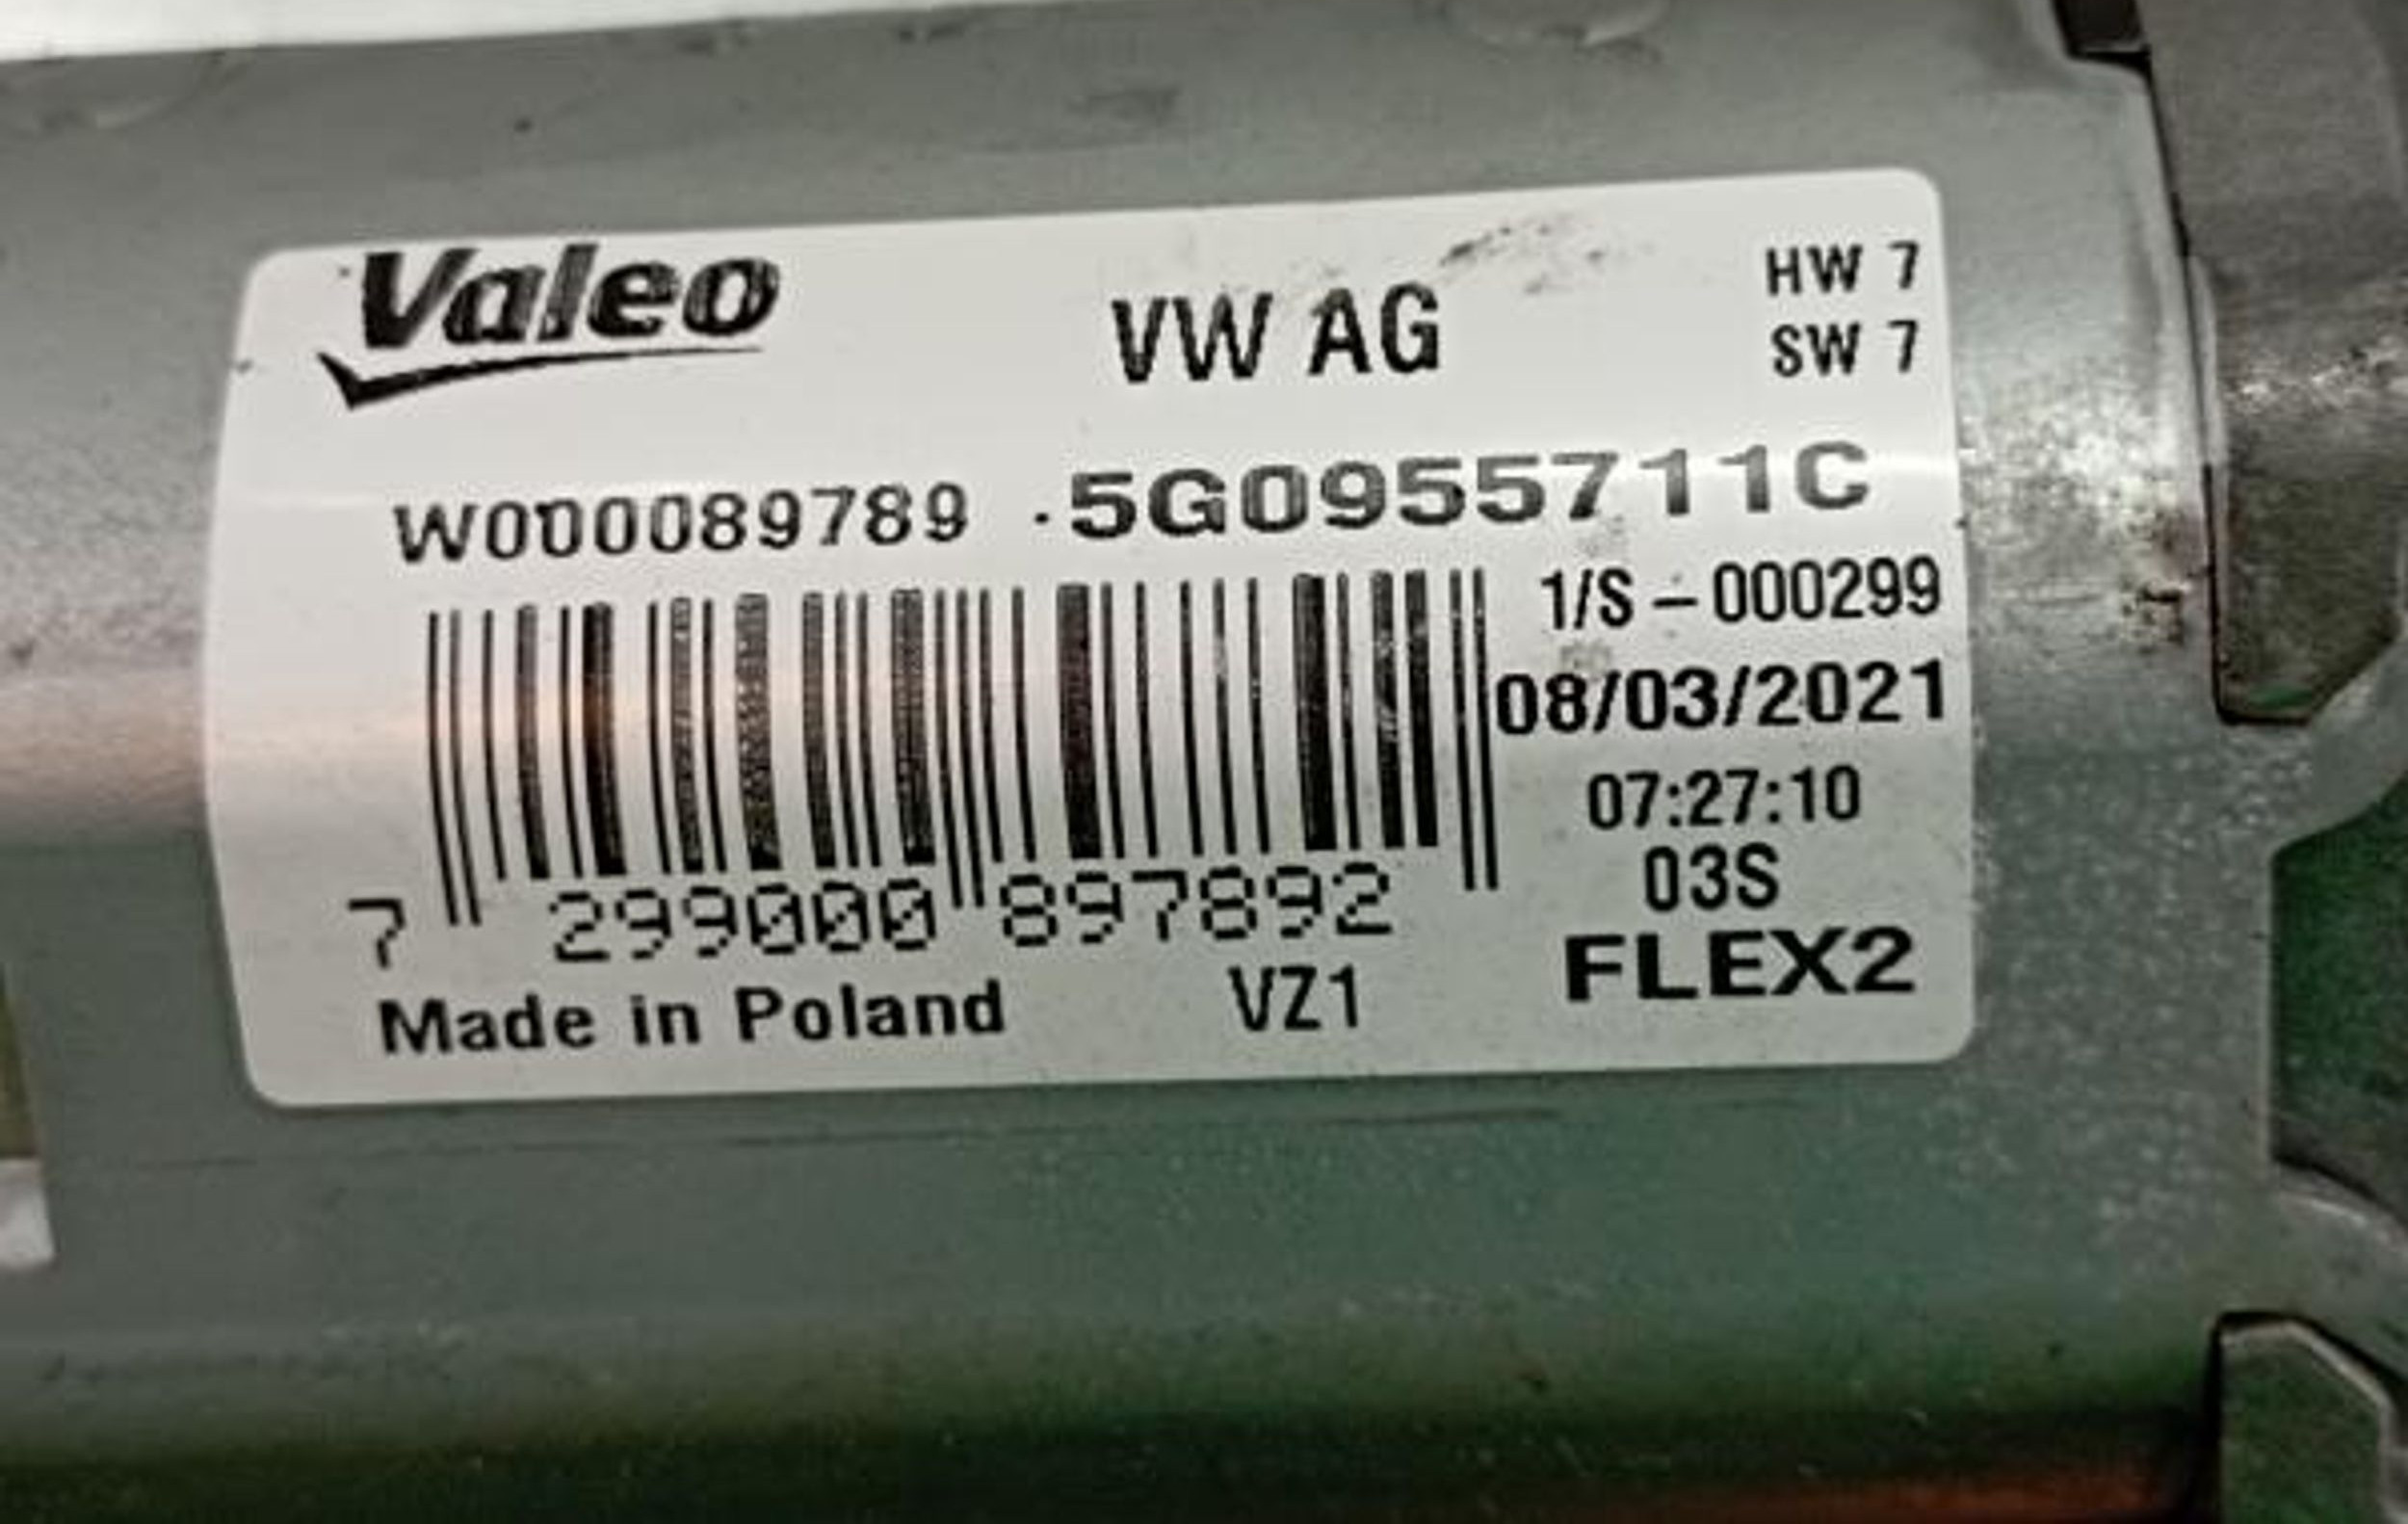 Valeo
VW AG
HW 7
SW 7
W000089789 .5G0955711C
1/S – 000299
08/03/2021
07:27:10
03S
FLEX2
7 299000 897892
Made in Poland VZ1